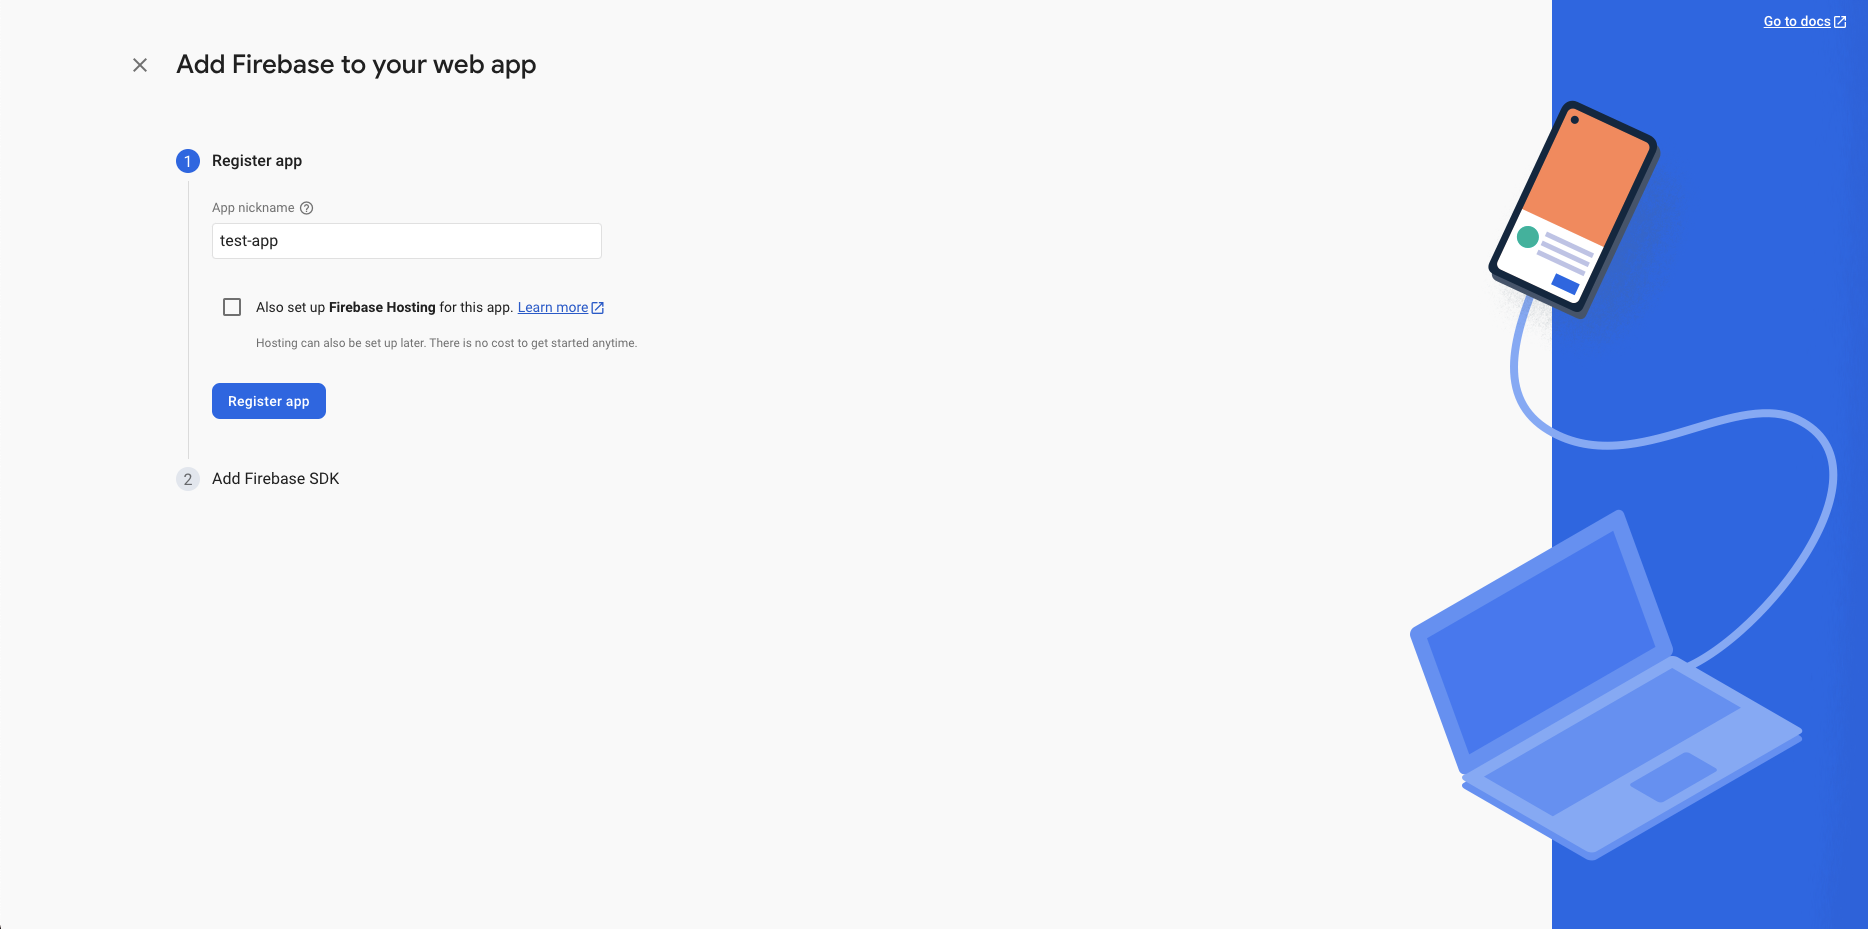 Go to docs
Add Firebase to your web app
1 Register app
App nickname ?
test-app
Also set up Firebase Hosting for this app. Learn more
Hosting can also be set up later. There is no cost to get started anytime.
Register app
2 Add Firebase SDK